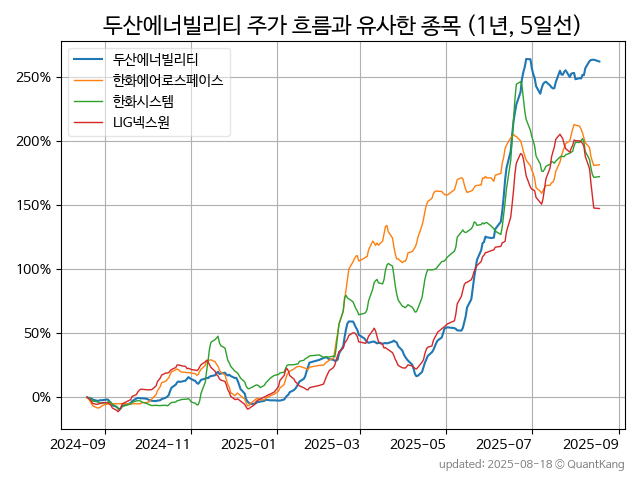 두산에너빌리티 주가 흐름과 유사한 종목 (1년, 5일선)
두산에너빌리티
한화에어로스페이스
한화시스템
LIG넥스원
250%
200%
150%
100%
50%
0%
2024-09 2024-11 2025-01 2025-03 2025-05 2025-07 2025-09
updated: 2025-08-18 © QuantKang